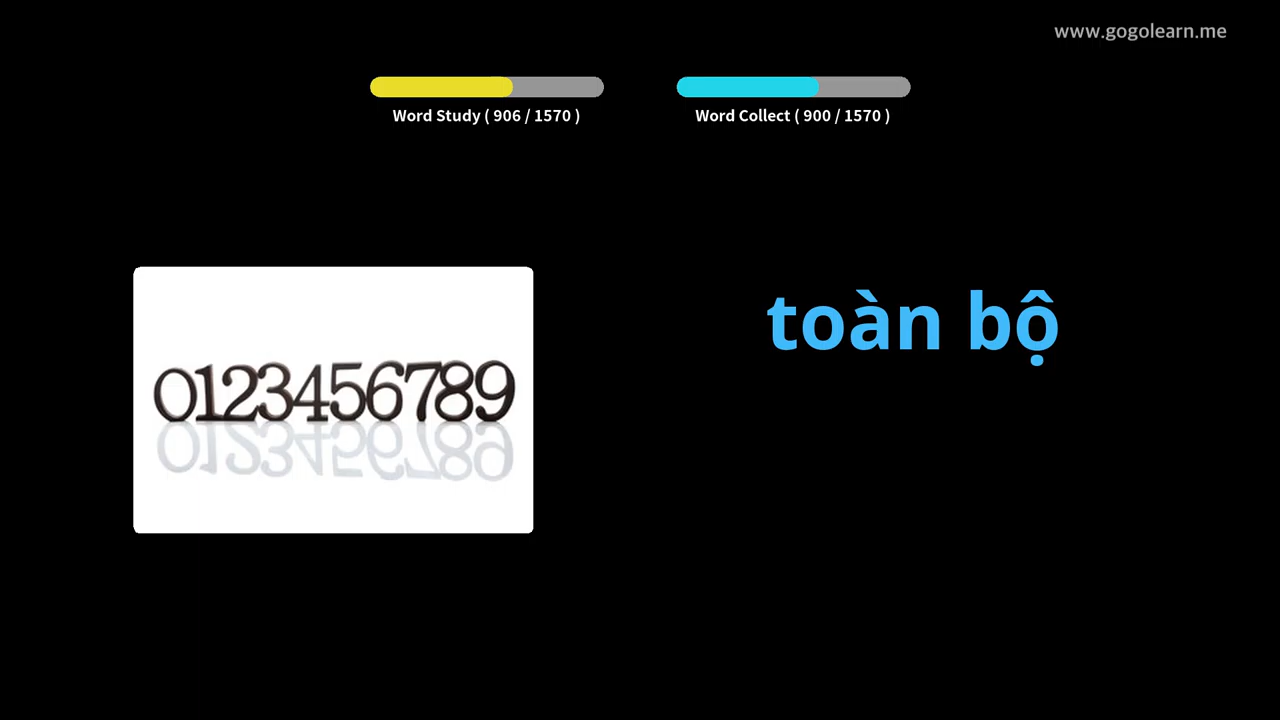 www.gogolearn.me
Word Study ( 906 / 1570 )
Word Collect ( 900 / 1570 )
0123456789
toàn bộ